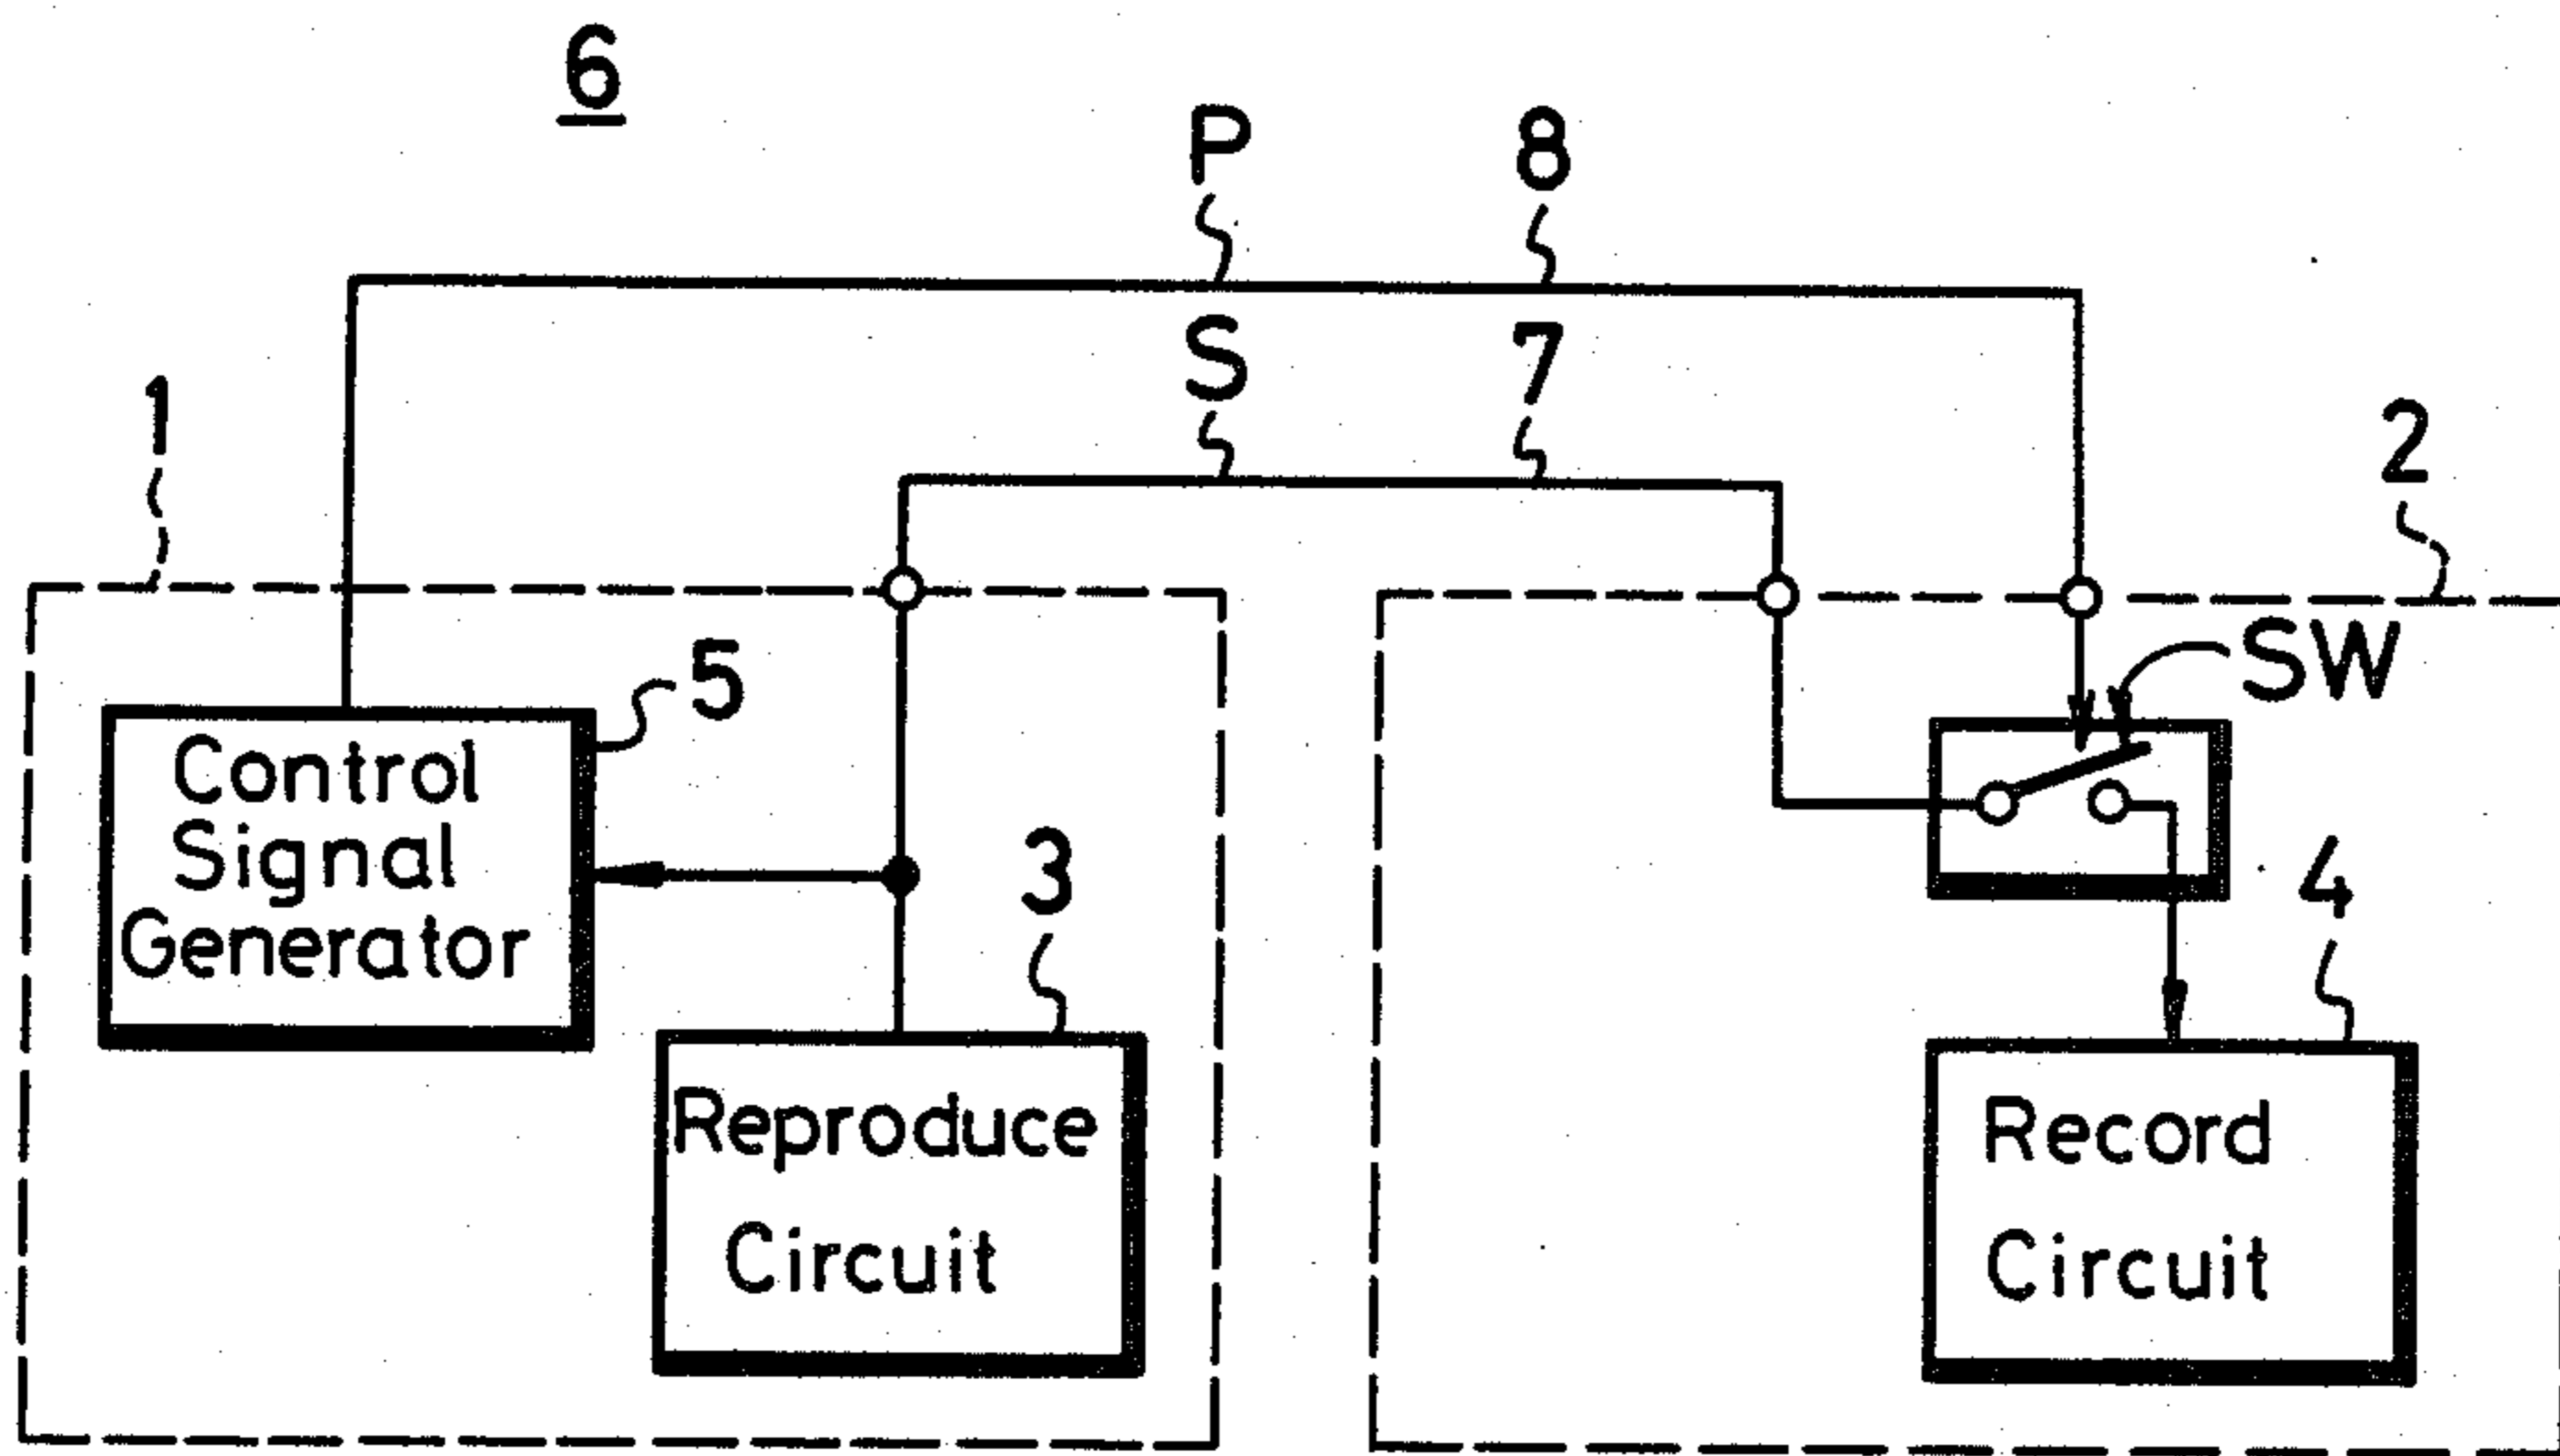 6
P
8
S
7
1
2
SW
5
Control
Signal
Generator
3
4
Reproduce
Circuit
Record
Circuit